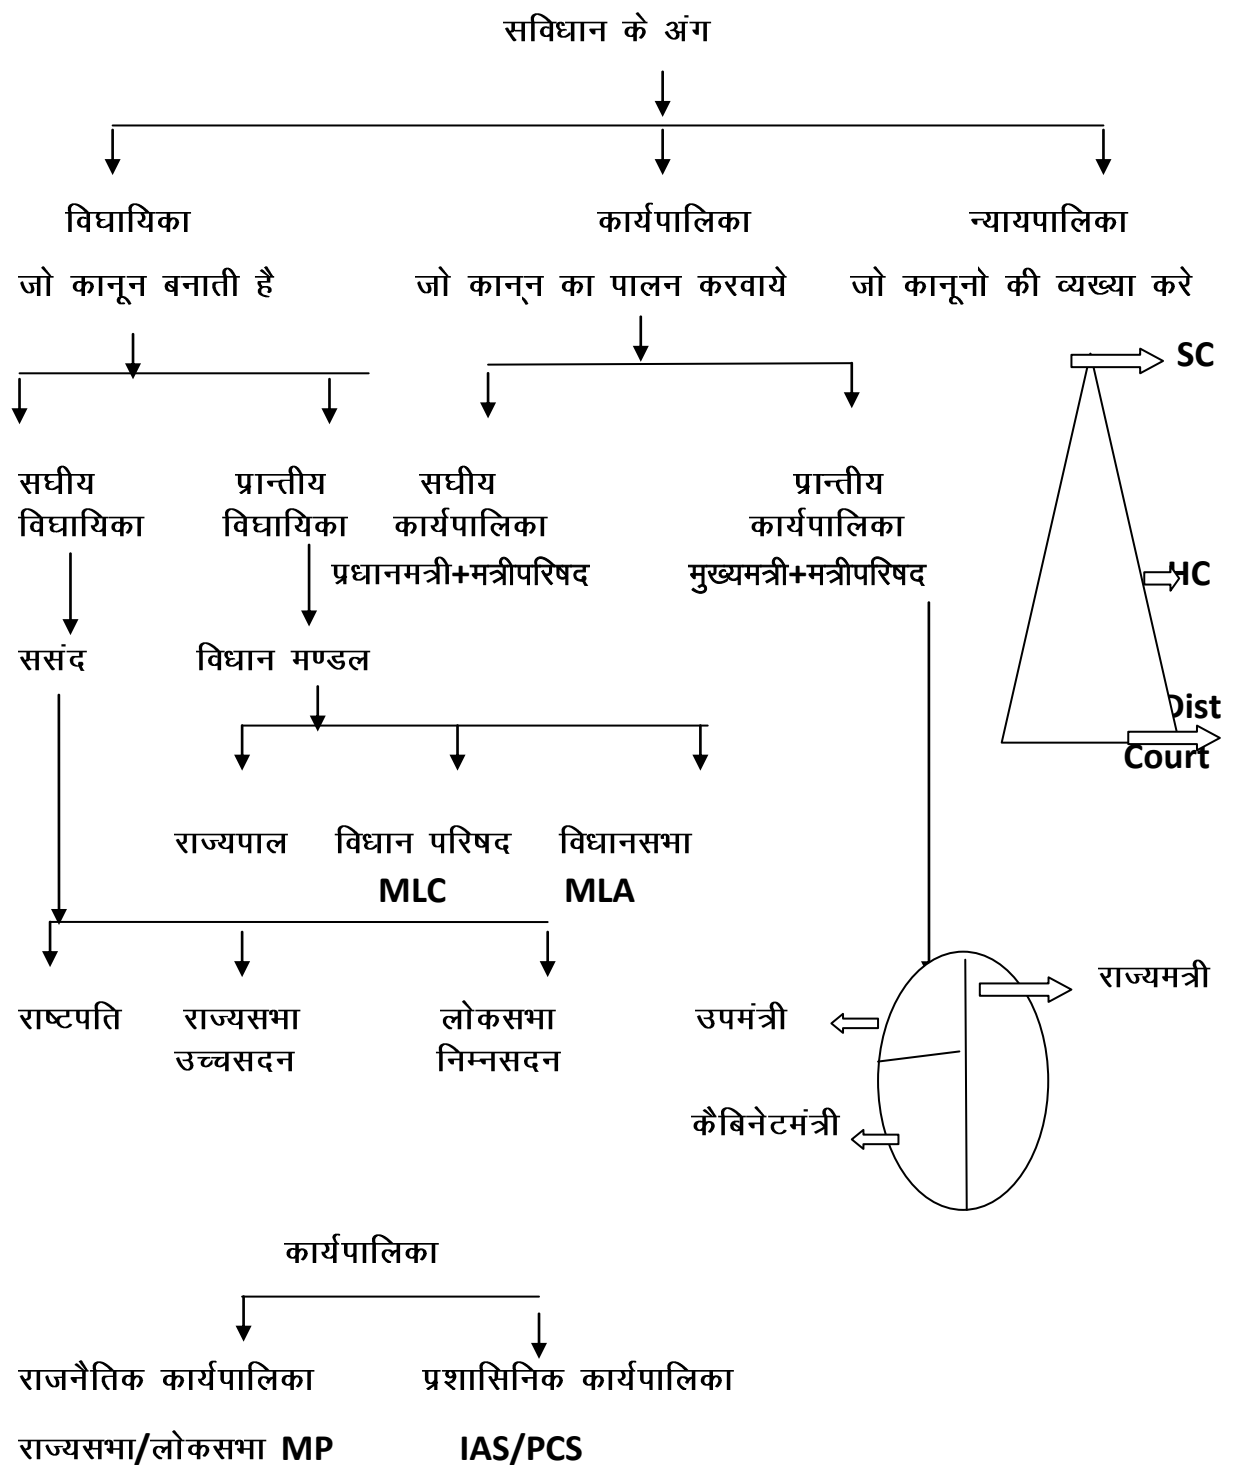 सविधान के अंग
विघायिका कार्यपालिका न्यायपालिका
जो कानून बनाती है जो कानन का पालन करवाये जो कानूनो की व्यख्या करे
SC
सघीय प्रान्तीय सघीय प्रान्तीय
विघायिका विघायिका कार्यपालिका कार्यपालिका
प्रधानमत्री+मत्रीपरिषद मुख्यमत्री+मत्रीपरिषद HC
ससंद विधान मण्डल
Dist
Court
राज्यपाल विधान परिषद विधानसभा
MLC MLA
राज्यमत्री
राष्टपति राज्यसभा लोकसभा उपमंत्री
उच्चसदन निम्नसदन
कैबिनेटमंत्री
कार्यपालिका
राजनैतिक कार्यपालिका प्रशासिनिक कार्यपालिका
राज्यसभा/लोकसभा MP IAS/PCS